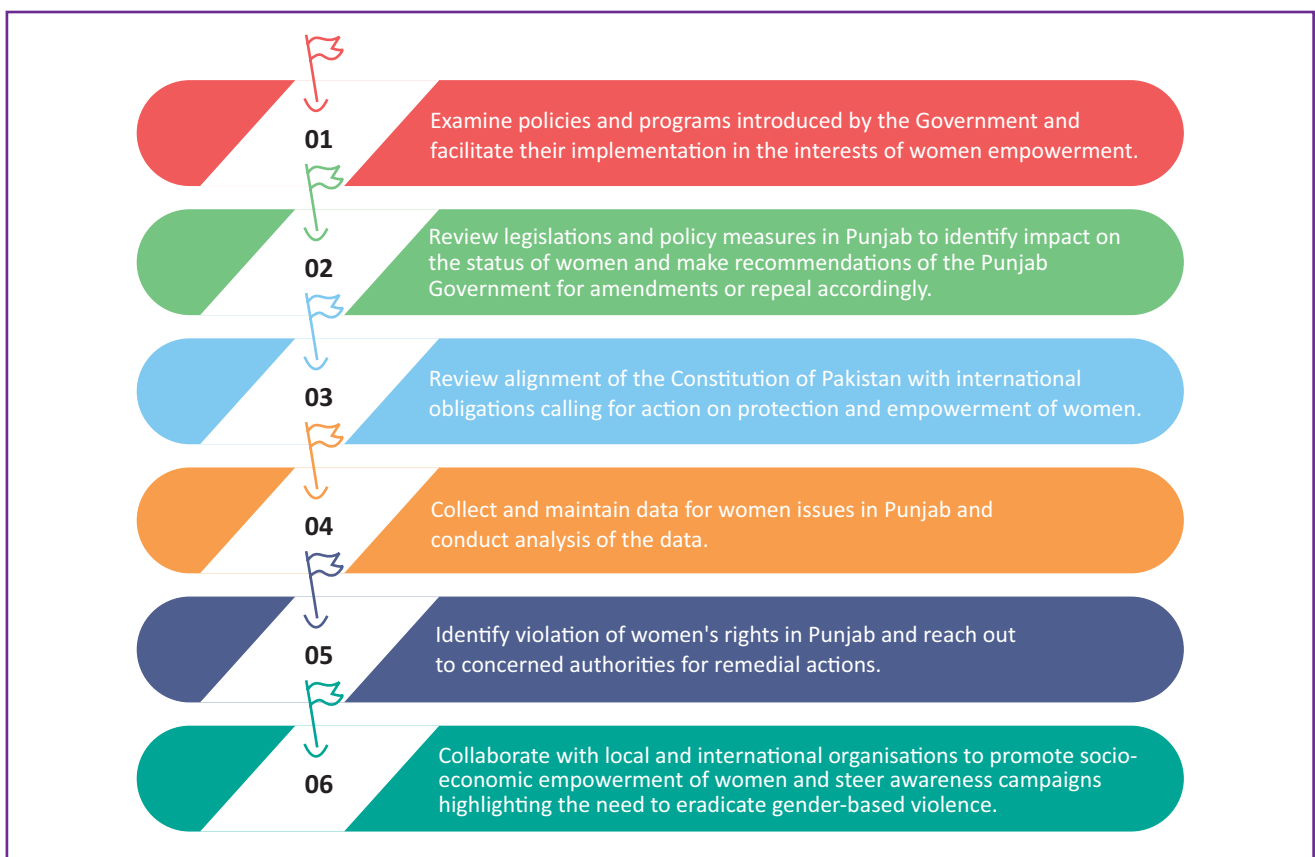 01
Examine policies and programs introduced by the Government and
facilitate their implementation in the interests of women empowerment.
02
Review legislations and policy measures in Punjab to identify impact on
the status of women and make recommendations of the Punjab
Government for amendments or repeal accordingly.
03
Review alignment of the Constitution of Pakistan with international
obligations calling for action on protection and empowerment of women.
04
Collect and maintain data for women issues in Punjab and
conduct analysis of the data.
05
Identify violation of women's rights in Punjab and reach out
to concerned authorities for remedial actions.
06
Collaborate with local and international organisations to promote socio-
economic empowerment of women and steer awareness campaigns
highlighting the need to eradicate gender-based violence.